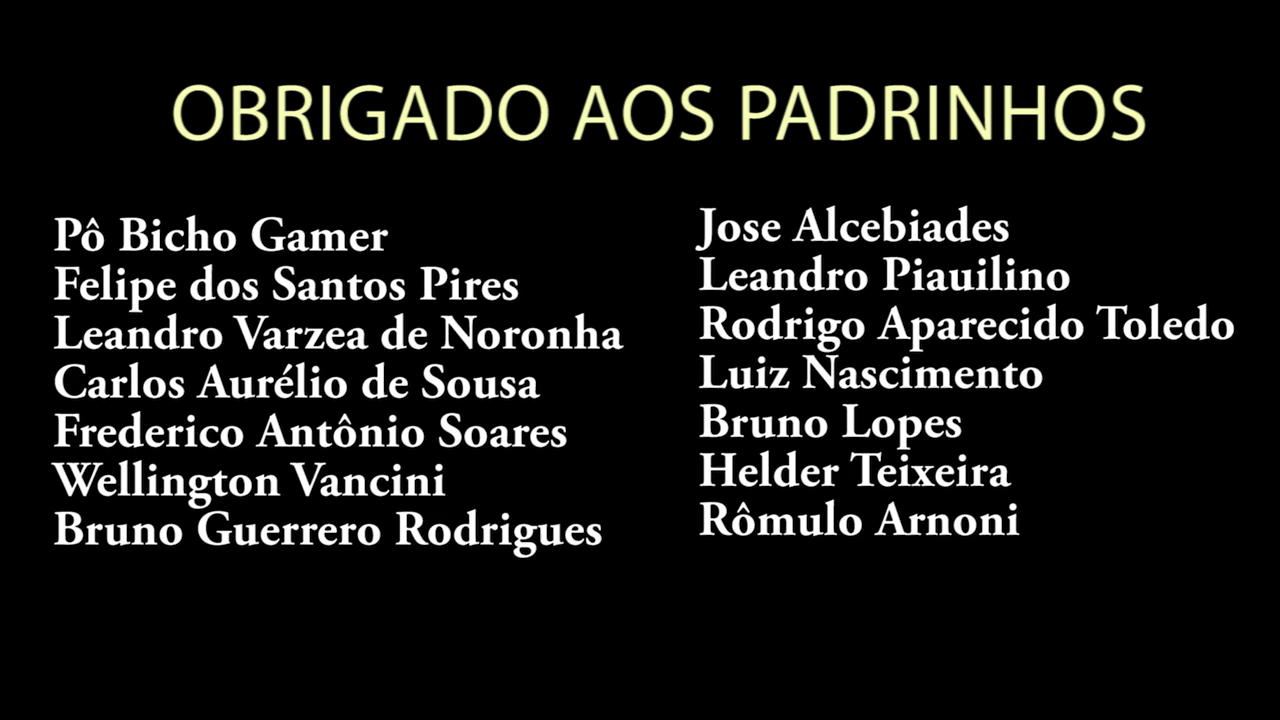 OBRIGADO AOS PADRINHOS
Pô Bicho Gamer
Felipe dos Santos Pires
Leandro Varzea de Noronha
Carlos Aurélio de Sousa
Frederico Antônio Soares
Wellington Vancini
Bruno Guerrero Rodrigues
Jose Alcebiades
Leandro Piauilino
Rodrigo Aparecido Toledo
Luiz Nascimento
Bruno Lopes
Helder Teixeira
Rômulo Arnoni